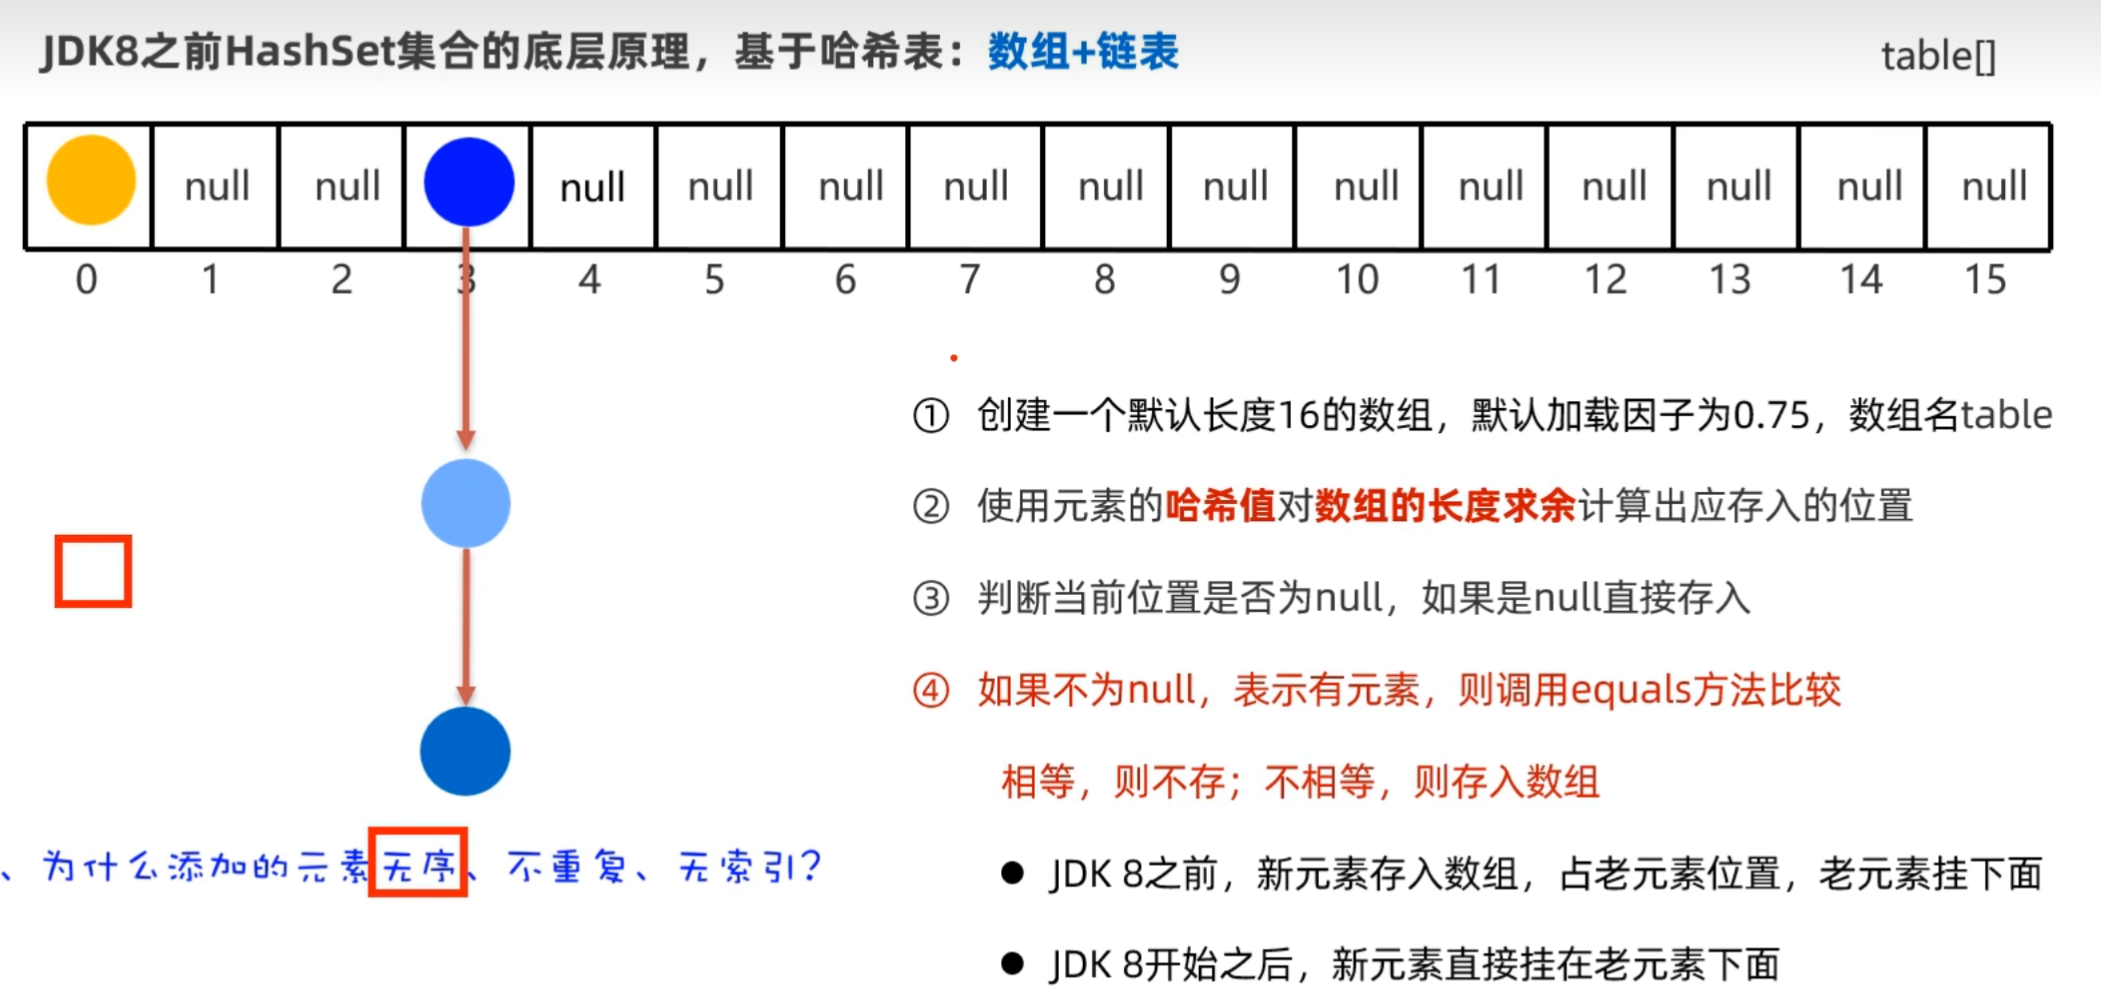 JDK8之前HashSet集合的底层原理，基于哈希表：数组+链表
table[]
null null null null null null null null null null null null null null
0 1 2 3 4 5 6 7 8 9 10 11 12 13 14 15
① 创建一个默认长度16的数组，默认加载因子为0.75，数组名table
② 使用元素的哈希值对数组的长度求余计算出应存入的位置
③ 判断当前位置是否为null，如果是null直接存入
④ 如果不为null，表示有元素，则调用equals方法比较
相等，则不存；不相等，则存入数组
、为什么添加的元素无序、不重复、无索引？
● JDK 8之前，新元素存入数组，占老元素位置，老元素挂下面
● JDK 8开始之后，新元素直接挂在老元素下面